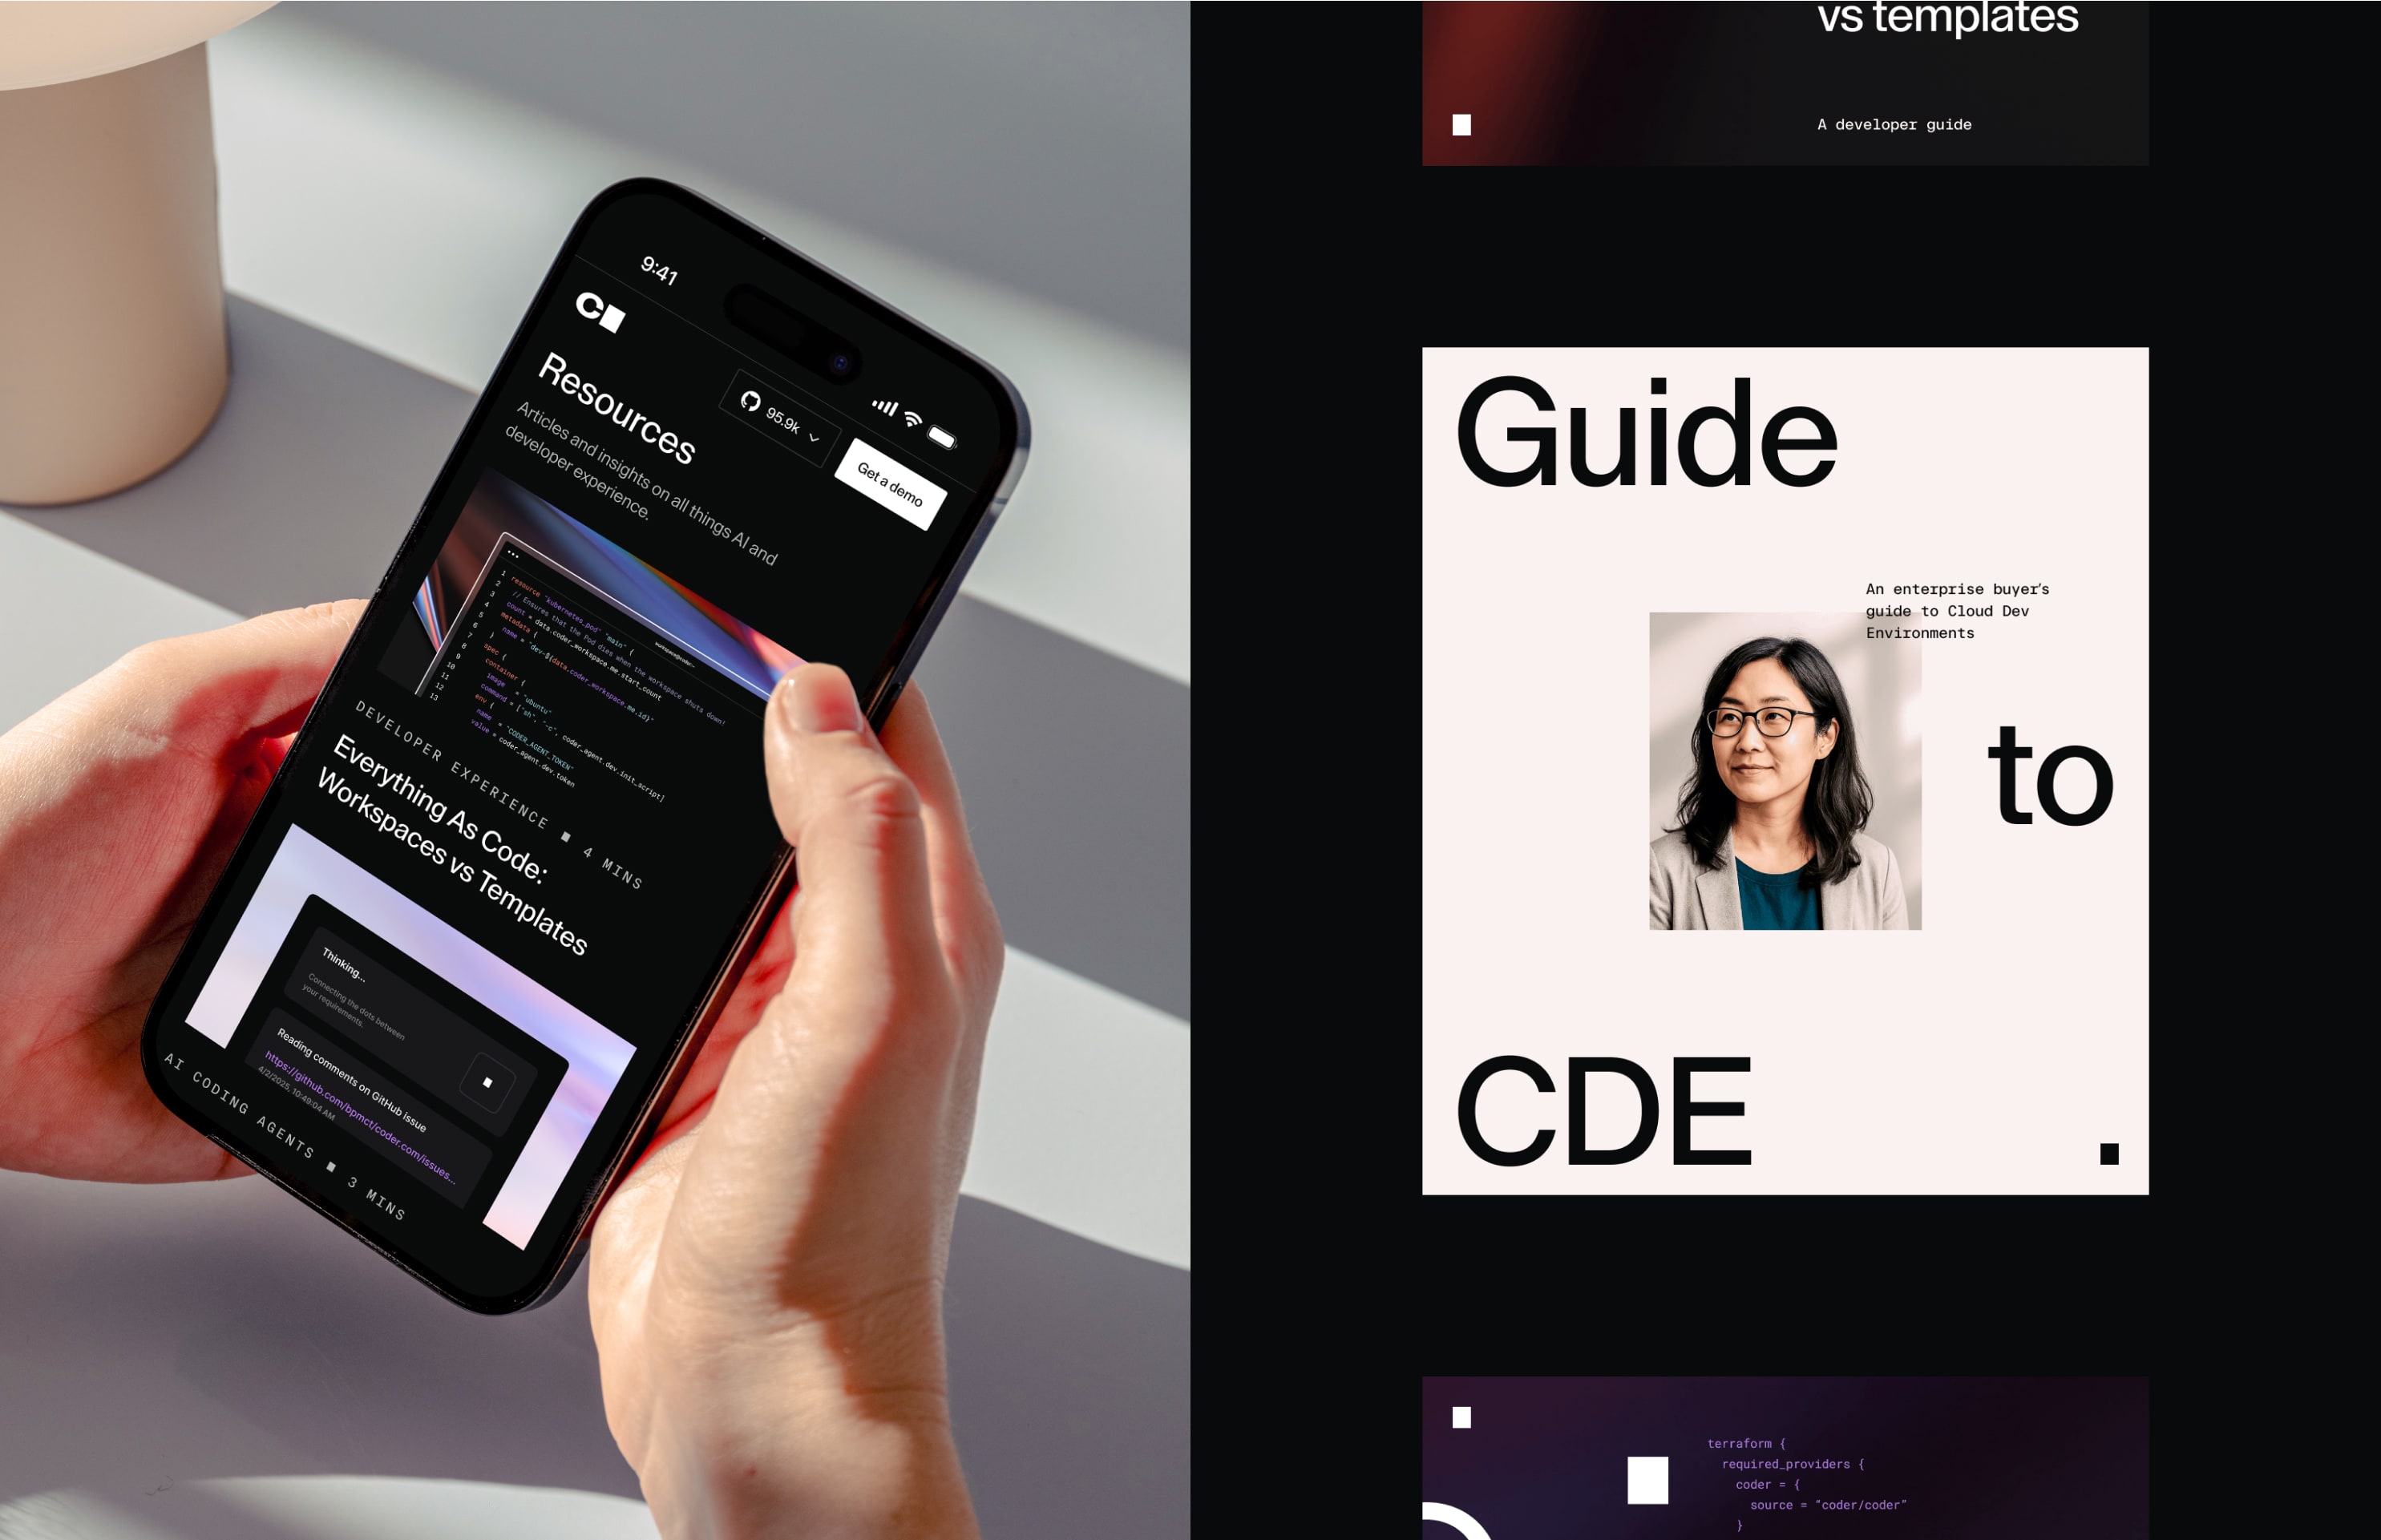 9:41
C
Resources
95.9k
Get a demo
Articles and insights on all things AI and
developer experience.
workspace@coder:~
1 resource "kubernetes_pod" "main" {
2 // Ensures that the Pod dies when the workspace shuts down!
3 count = data.coder_workspace.me.start_count
4 metadata {
5 name = "dev-${data.coder_workspace.me.id}"
6 }
7 spec {
8 container {
9 image = "ubuntu"
10 command = ["sh", "-c", coder_agent.dev.init_script]
11 env {
12 name = "CODER_AGENT_TOKEN"
13 value = coder_agent.dev.token
DEVELOPER EXPERIENCE ■ 4 MINS
Everything As Code:
Workspaces vs Templates
Thinking...
Connecting the dots between
your requirements.
Reading comments on GitHub issue
https://github.com/bpmct/coder.com/issues...
4/2/2025, 10:49:04 AM
AI CODING AGENTS ■ 3 MINS
vs templates
A developer guide
Guide
An enterprise buyer's
guide to Cloud Dev
Environments
to
CDE
.
terraform {
required_providers {
coder = {
source = “coder/coder”
}